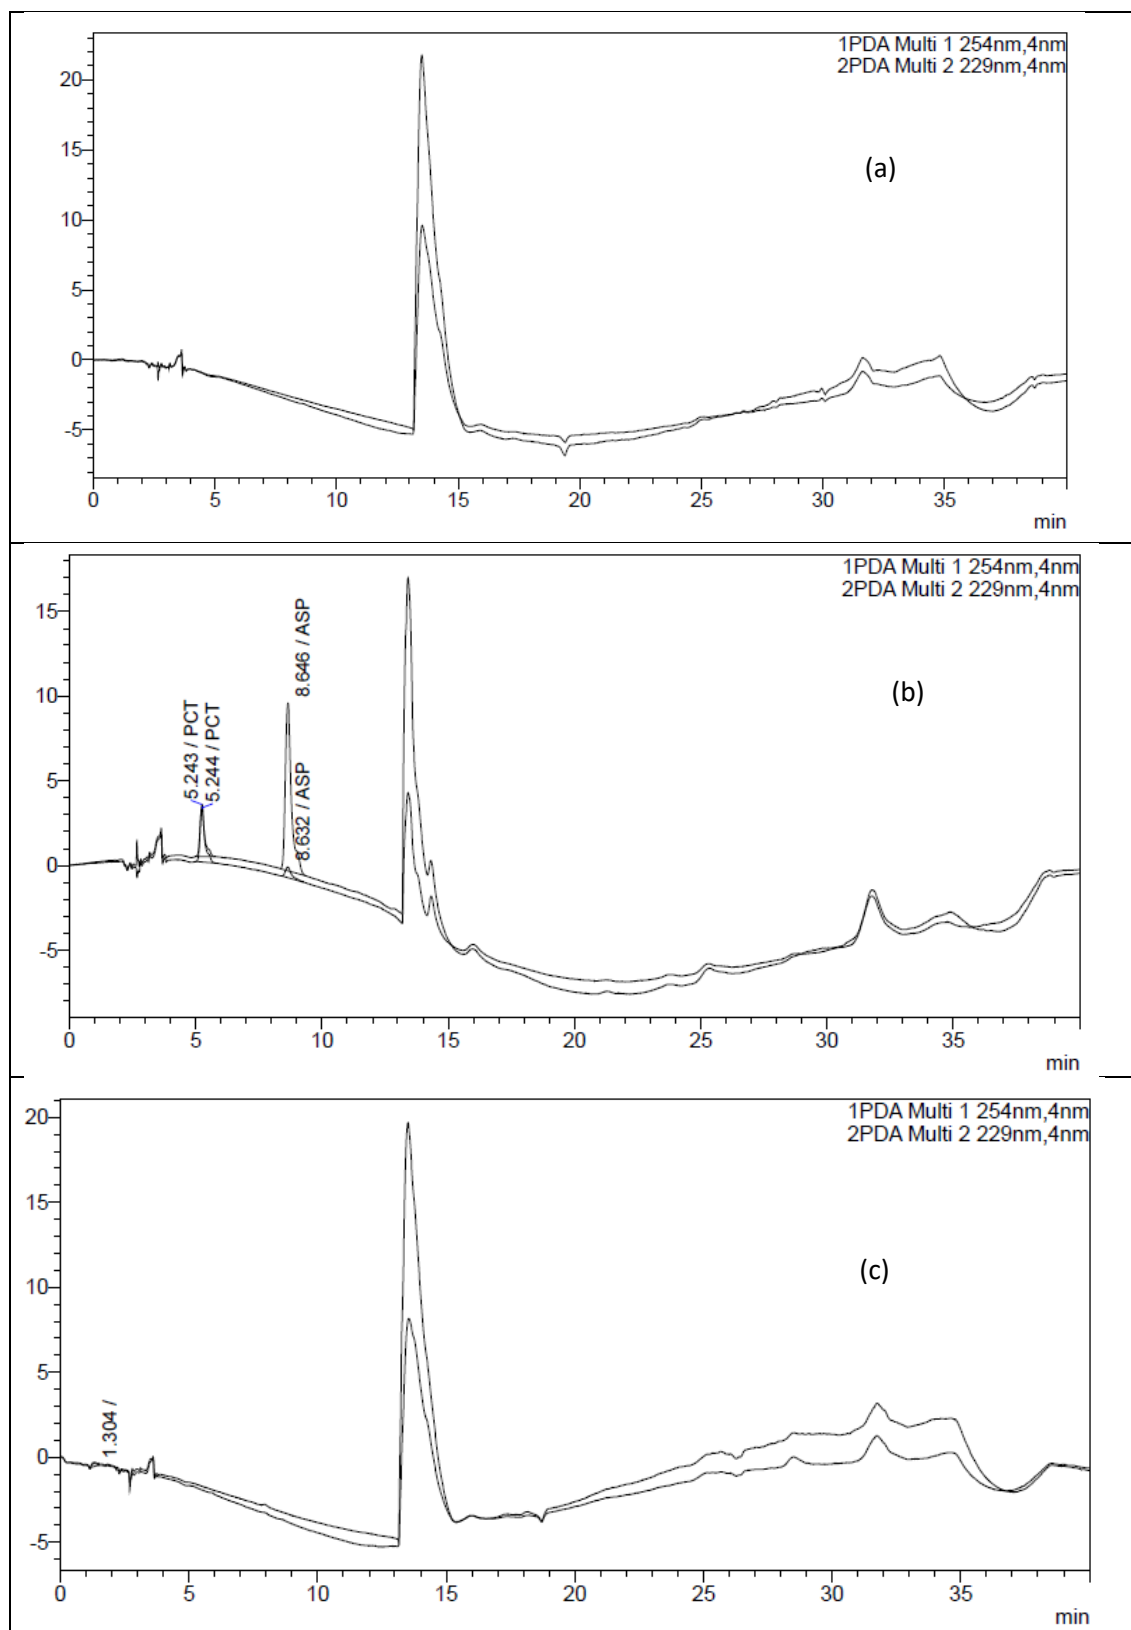 1PDA Multi 1 254nm,4nm
2PDA Multi 2 229nm,4nm
(a)
20
15
10
5
0
-5
0 5 10 15 20 25 30 35
min
1PDA Multi 1 254nm,4nm
2PDA Multi 2 229nm,4nm
(b)
15
10
5
0
-5
5.243 / PCT
5.244 / PCT
8.646 / ASP
8.632 / ASP
0 5 10 15 20 25 30 35
min
1PDA Multi 1 254nm,4nm
2PDA Multi 2 229nm,4nm
(c)
20
15
10
5
0
-5
1.304 /
0 5 10 15 20 25 30 35
min